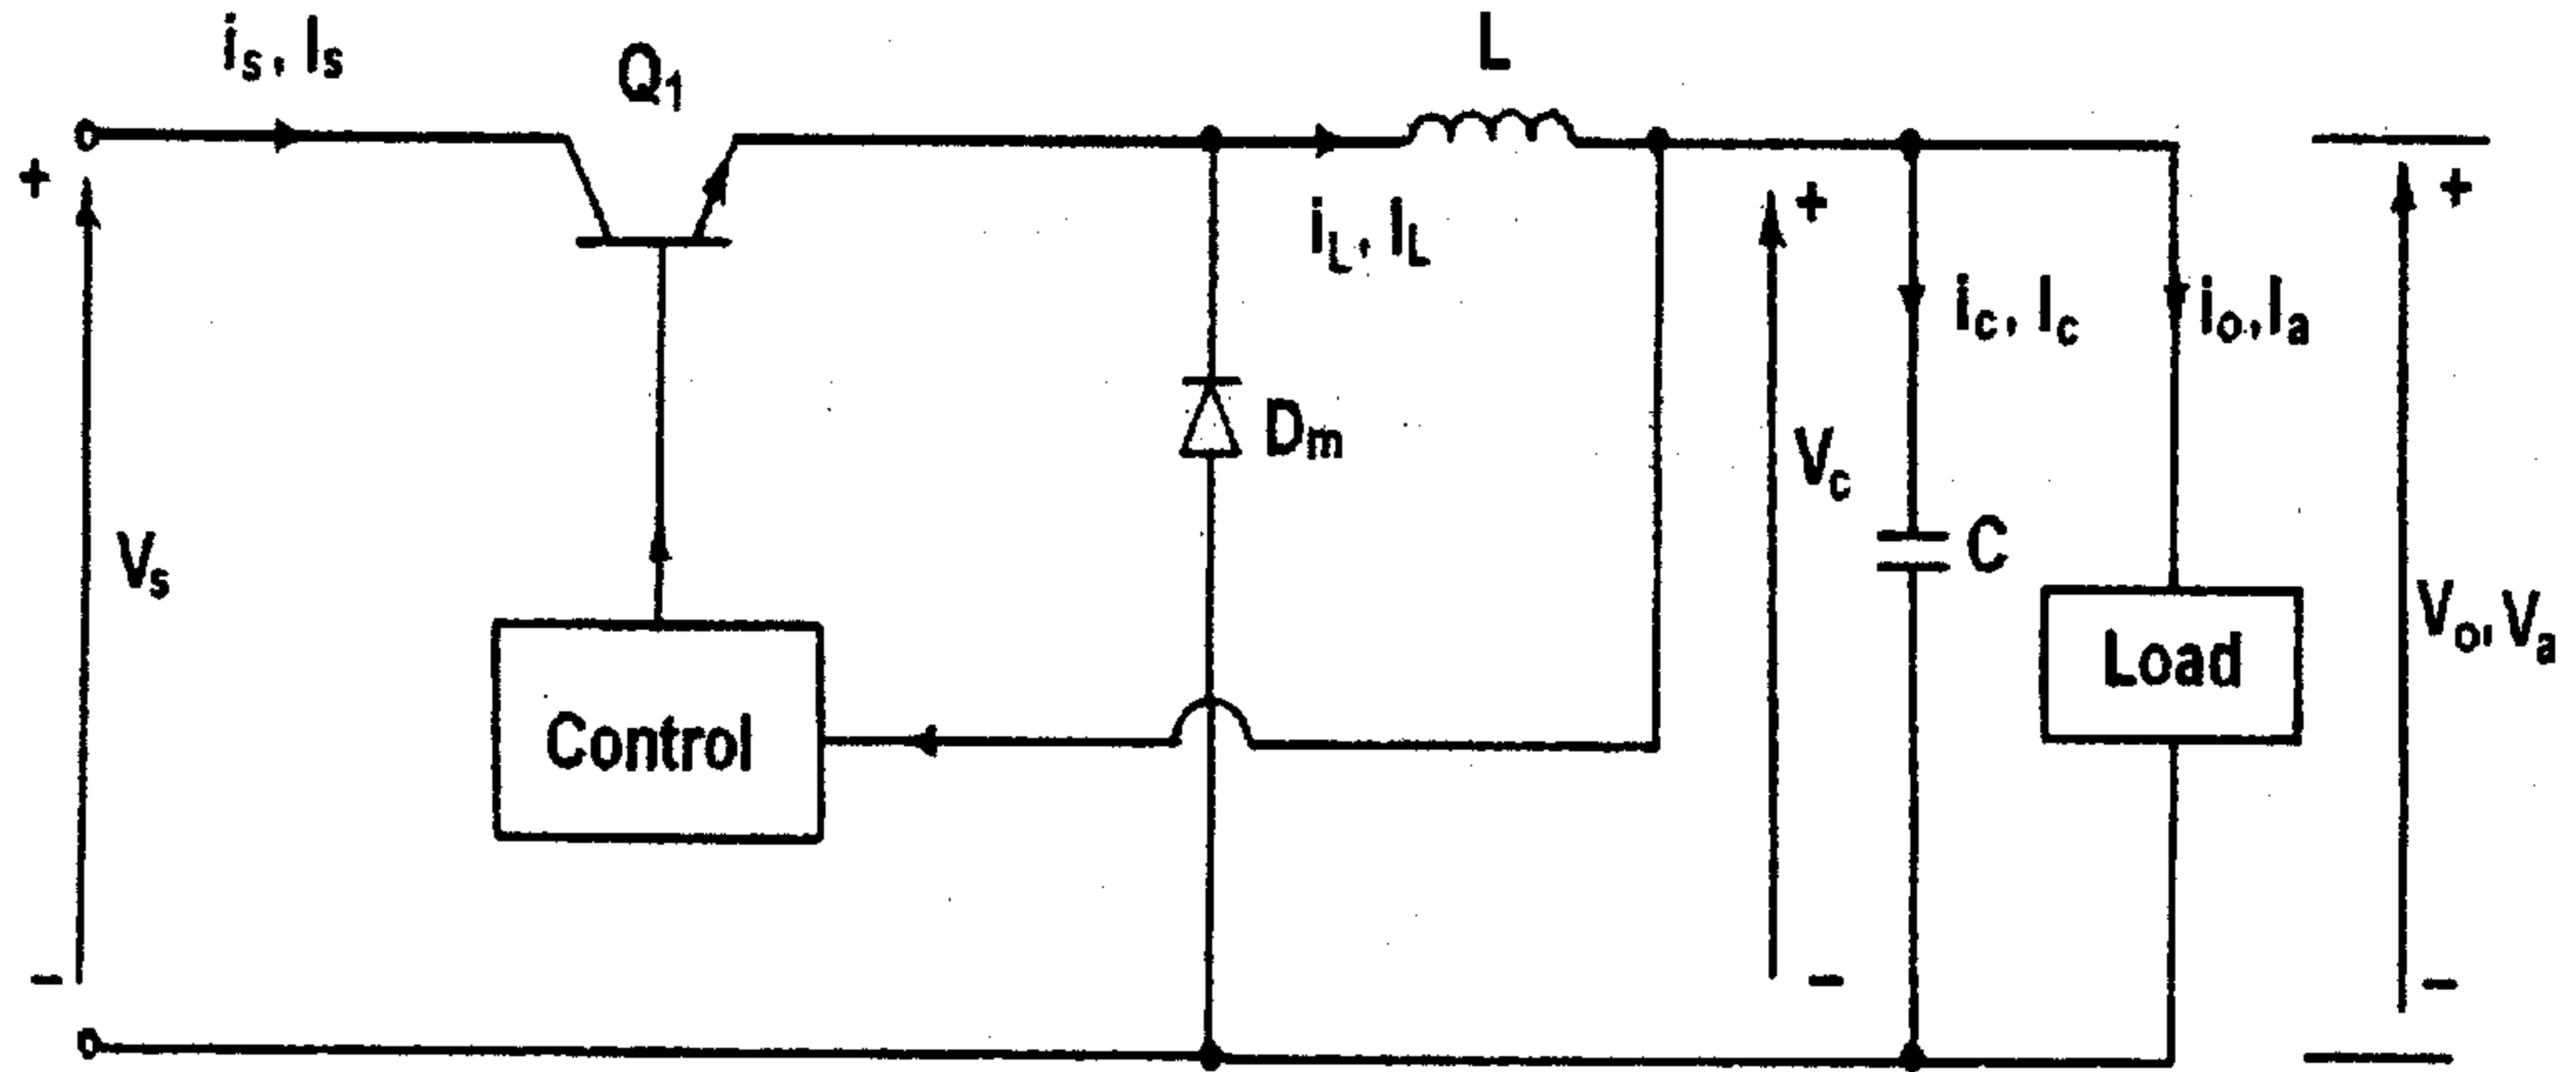 is, Is
Q1
L
+
+
+
iL, IL
ic, Ic
io, Ia
Dm
Vc
Vs
C
Vo, Va
Load
Control
−
−
−